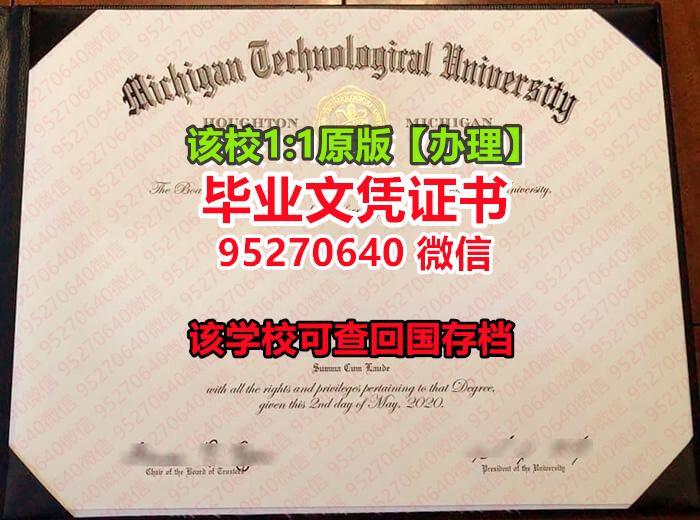 Michigan Technological University
HOUGHTON MICHIGAN
该校1:1原版【办理】
The Boa University,
毕业文凭证书
95270640 微信
该学校可查回国存档
Summa Cum Laude
with all the rights and privileges pertaining to that Degree,
given this 2nd day of May, 2020.
Chair of the Board of Trustees
President of the University